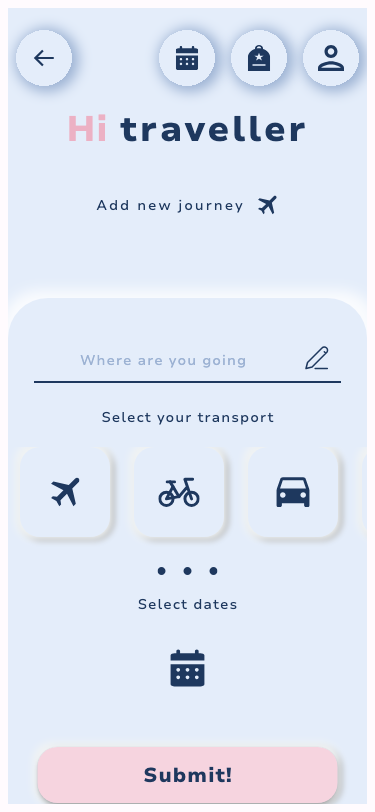 Hi traveller
Add new journey
Where are you going
Select your transport
Select dates
Submit!